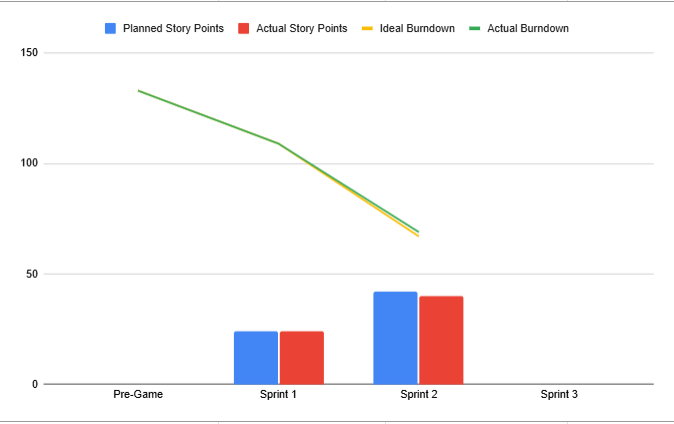 Planned Story Points Actual Story Points Ideal Burndown Actual Burndown
150
100
50
0
Pre-Game Sprint 1 Sprint 2 Sprint 3